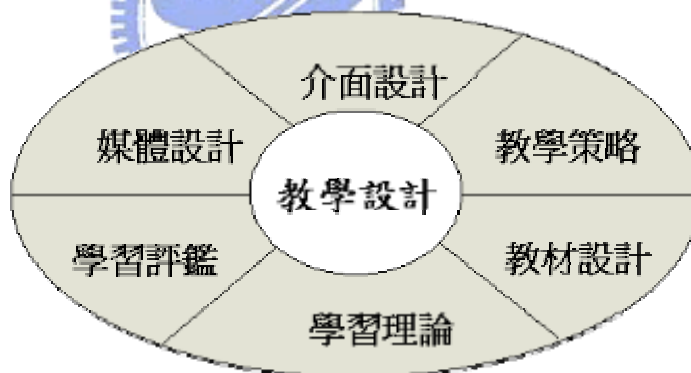 介面設計
媒體設計
教學策略
教學設計
學習評鑑
教材設計
學習理論